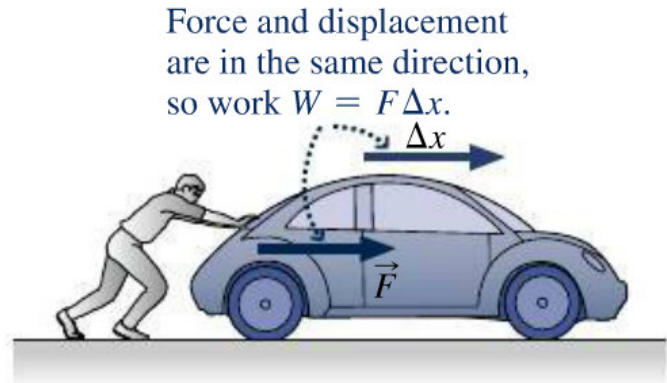 Force and displacement
are in the same direction,
so work W = FΔx.
Δx
F⃗